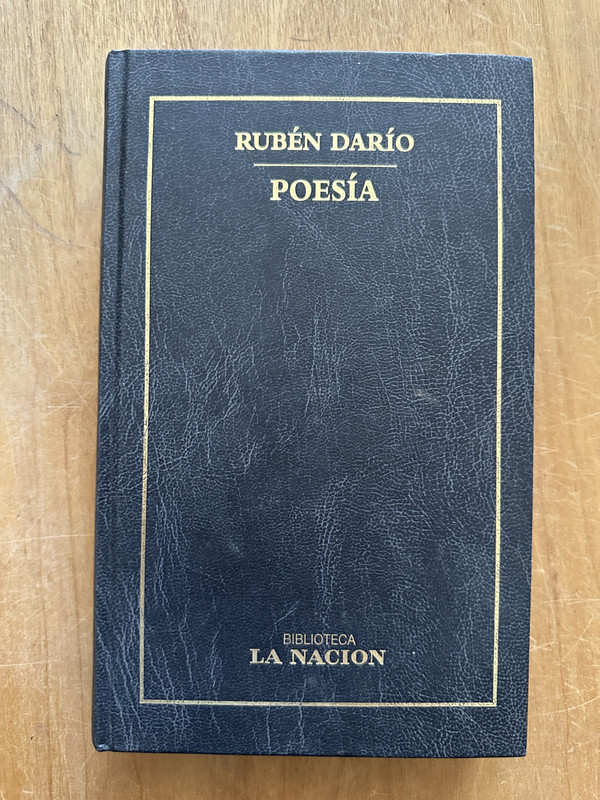 RUBÉN DARÍO
POESÍA
BIBLIOTECA
LA NACION